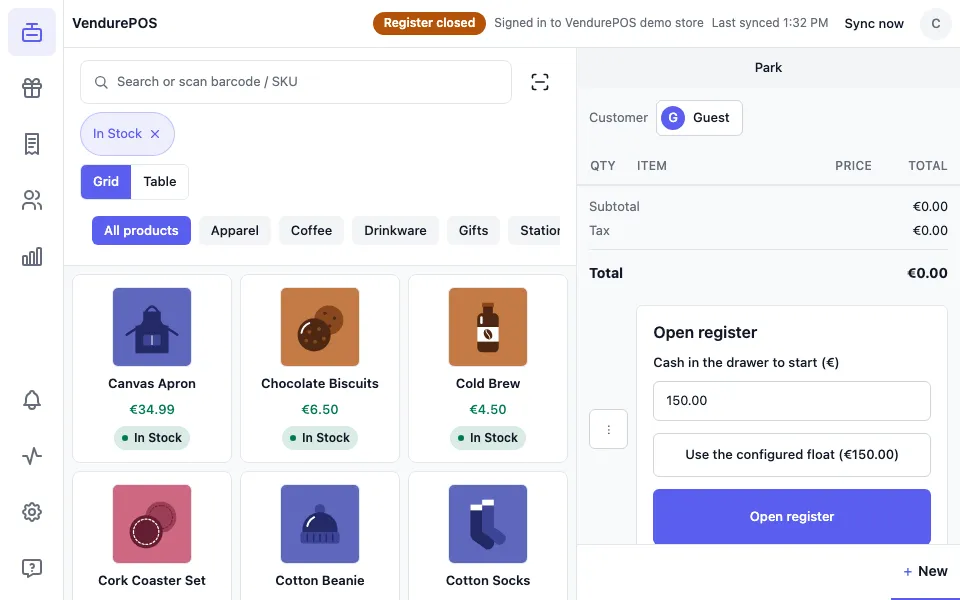 VendurePOS
Register closed
Signed in to VendurePOS demo store
Last synced 1:32 PM
Sync now
C
Search or scan barcode / SKU
In Stock
Grid
Table
All products
Apparel
Coffee
Drinkware
Gifts
Canvas Apron
€34.99
In Stock
Chocolate Biscuits
€6.50
In Stock
Cold Brew
€4.50
In Stock
Cork Coaster Set
Cotton Beanie
Cotton Socks
Park
Customer
G
Guest
QTY ITEM PRICE TOTAL
Subtotal €0.00
Tax €0.00
Total €0.00
Open register
Cash in the drawer to start (€)
150.00
Use the configured float (€150.00)
Open register
+ New